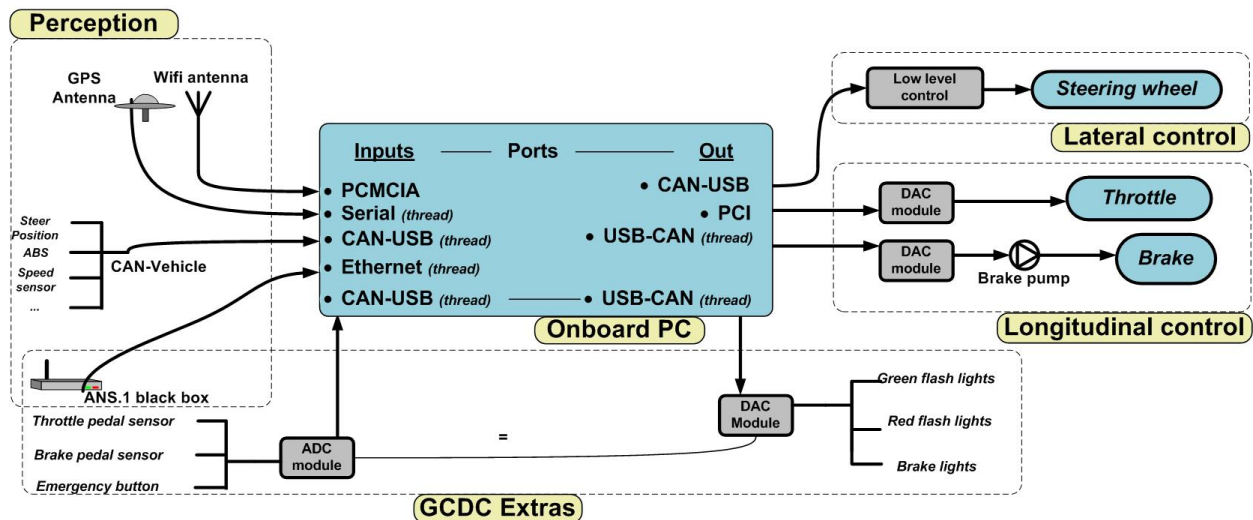 Perception
GPS
Antenna
Wifi antenna
Steer
Position
ABS
Speed
sensor
...
CAN-Vehicle
ANS.1 black box
Inputs Ports Out
• PCMCIA
• Serial (thread)
• CAN-USB (thread)
• Ethernet (thread)
• CAN-USB (thread)
• CAN-USB
• PCI
• USB-CAN (thread)
• USB-CAN (thread)
Onboard PC
Low level
control
Steering wheel
Lateral control
DAC
module
Throttle
DAC
module
Brake pump
Brake
Longitudinal control
Throttle pedal sensor
Brake pedal sensor
Emergency button
ADC
module
=
DAC
Module
Green flash lights
Red flash lights
Brake lights
GCDC Extras